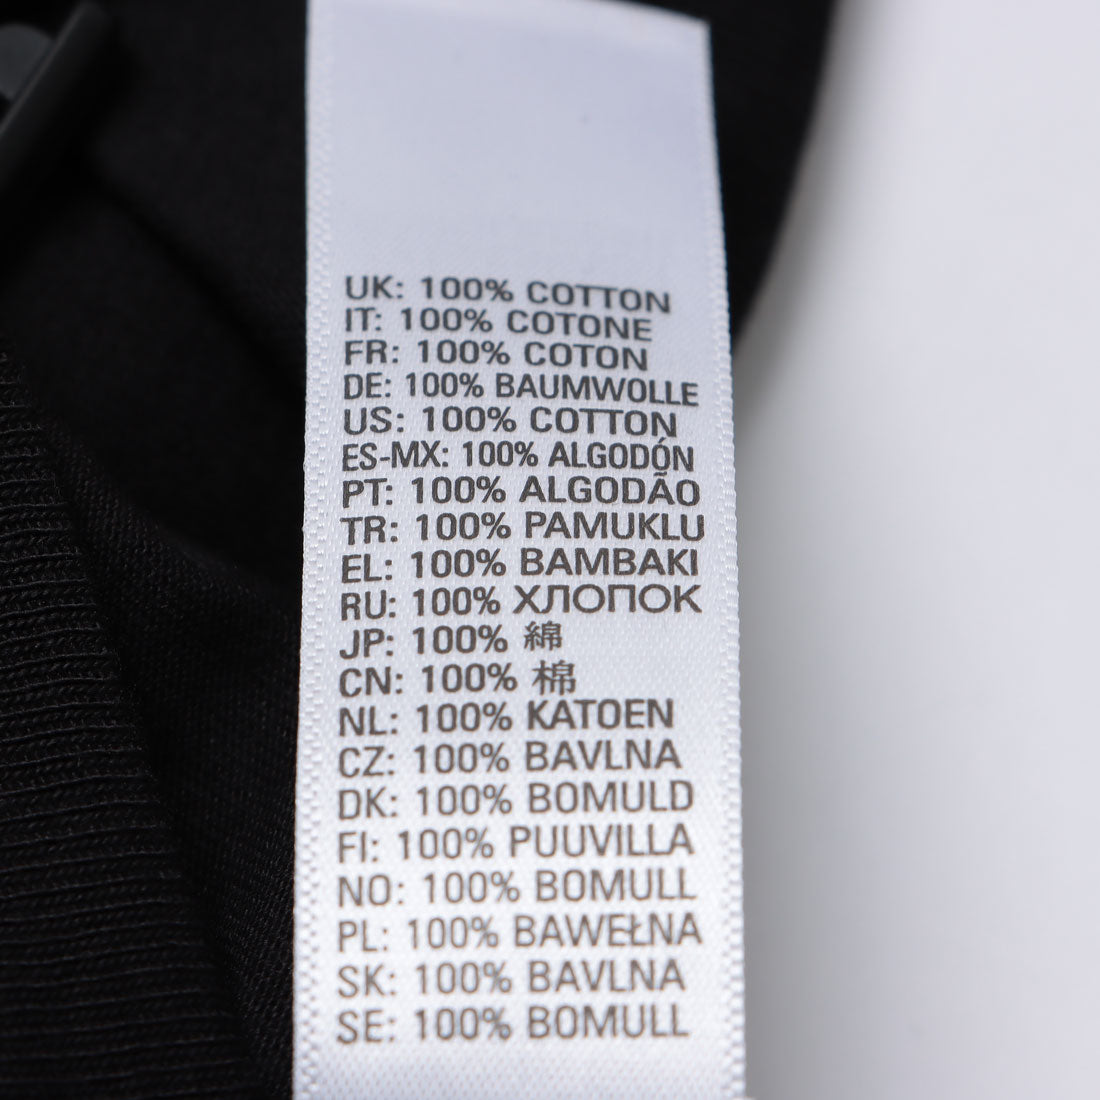 UK: 100% COTTON
IT: 100% COTONE
FR: 100% COTON
DE: 100% BAUMWOLLE
US: 100% COTTON
ES-MX: 100% ALGODÓN
PT: 100% ALGODÃO
TR: 100% PAMUKLU
EL: 100% BAMBAKI
RU: 100% ХЛОПОК
JP: 100% 綿
CN: 100% 棉
NL: 100% KATOEN
CZ: 100% BAVLNA
DK: 100% BOMULD
FI: 100% PUUVILLA
NO: 100% BOMULL
PL: 100% BAWEŁNA
SK: 100% BAVLNA
SE: 100% BOMULL